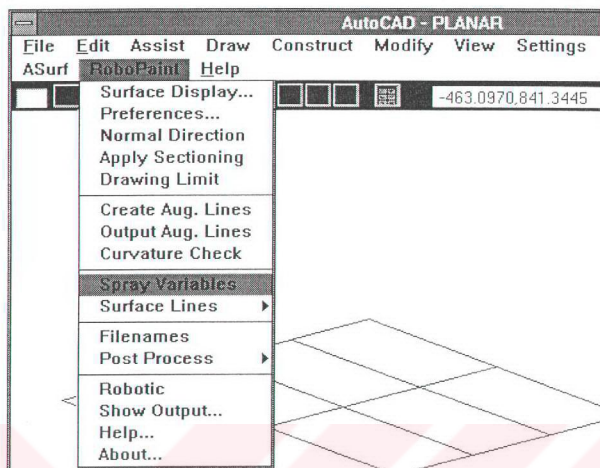 AutoCAD - PLANAR
File Edit Assist Draw Construct Modify View Settings
ASurf RoboPaint Help
-463.0970,841.3445
Surface Display...
Preferences...
Normal Direction
Apply Sectioning
Drawing Limit
Create Aug. Lines
Output Aug. Lines
Curvature Check
Spray Variables
Surface Lines
Filenames
Post Process
Robotic
Show Output...
Help...
About...